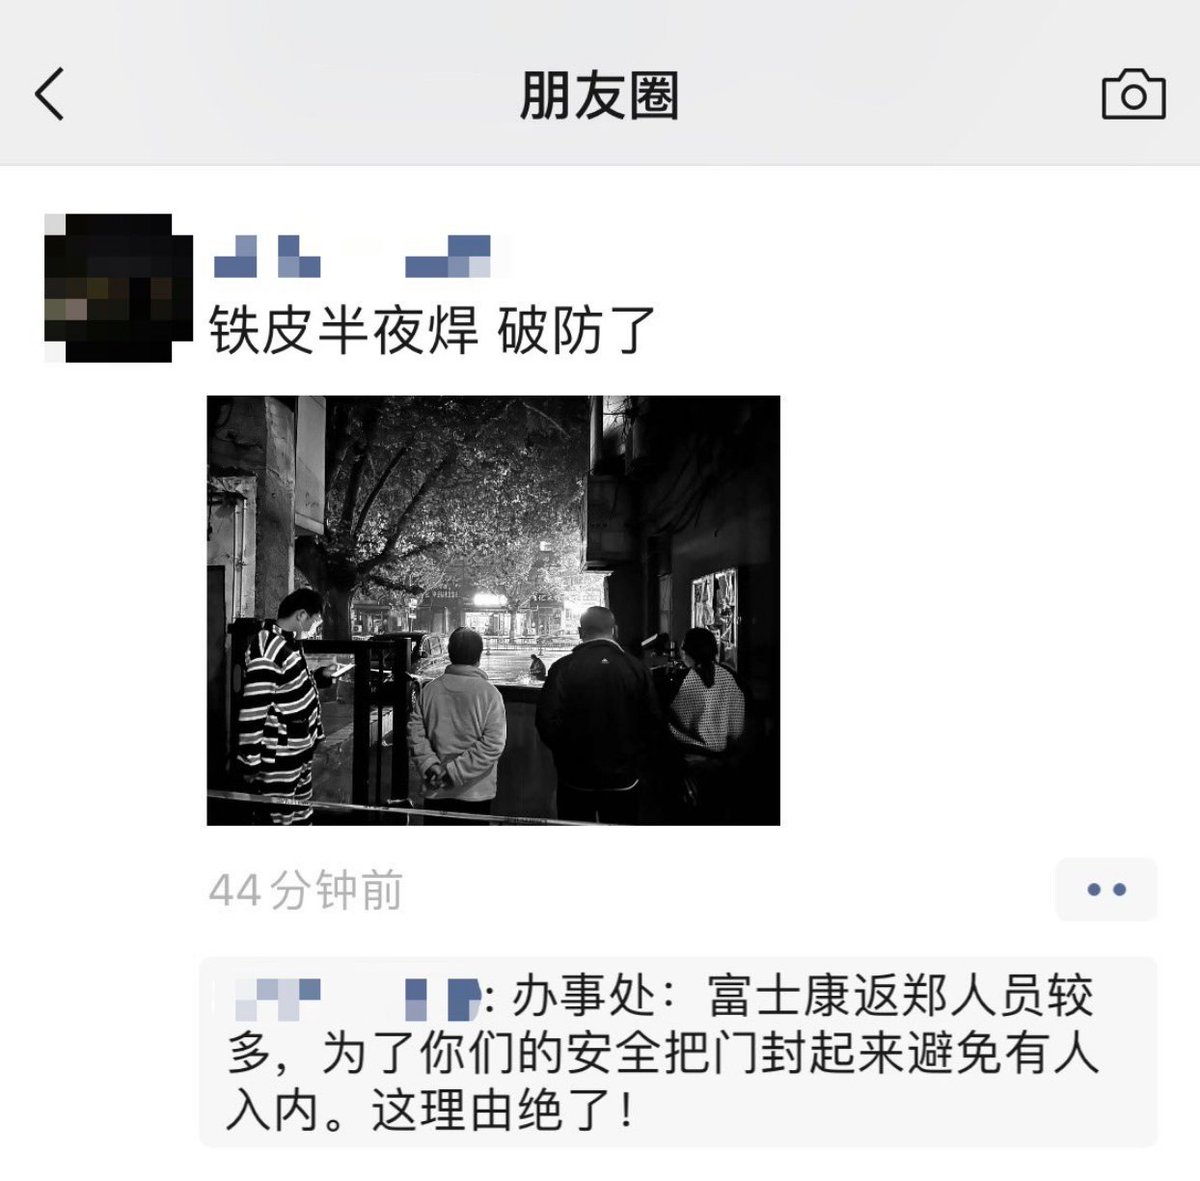 朋友圈
铁皮半夜焊 破防了
44分钟前
: 办事处：富士康返郑人员较
多，为了你们的安全把门封起来避免有人
入内。这理由绝了！